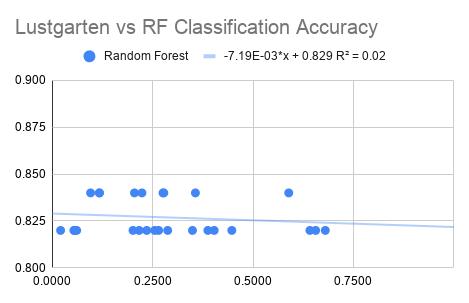 Lustgarten vs RF Classification Accuracy
Random Forest -7.19E-03*x + 0.829 R² = 0.02
0.900
0.875
0.850
0.825
0.800
0.0000 0.2500 0.5000 0.7500